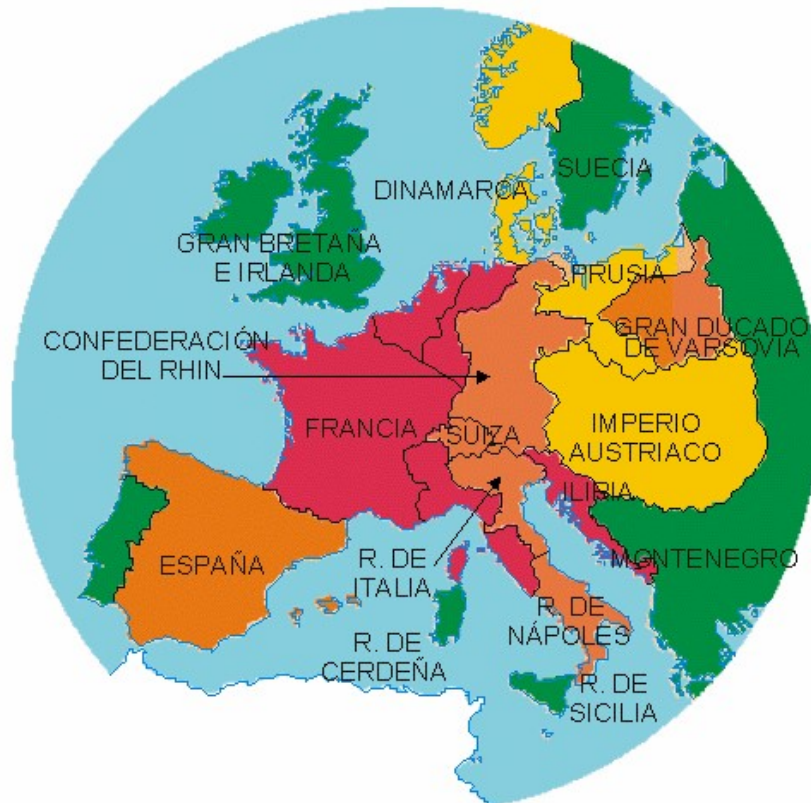 SUECIA
DINAMARCA
GRAN BRETAÑA
E IRLANDA
PRUSIA
GRAN DUCADO
DE VARSOVIA
CONFEDERACIÓN
DEL RHIN
FRANCIA
SUIZA
IMPERIO
AUSTRIACO
ILIRIA
ESPAÑA
R. DE
ITALIA
MONTENEGRO
R. DE
NÁPOLES
R. DE
CERDEÑA
R. DE
SICILIA